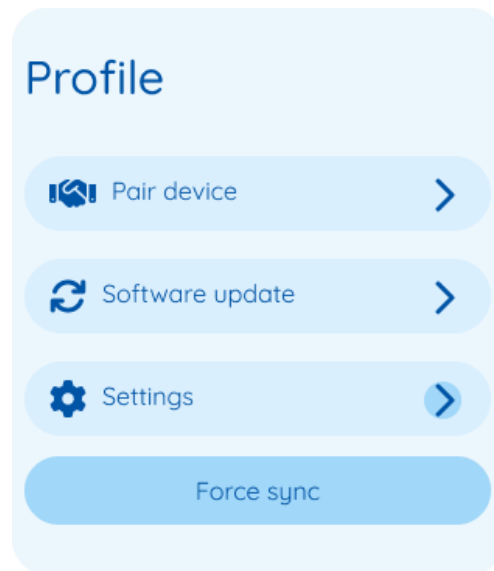 Profile
Pair device
Software update
Settings
Force sync